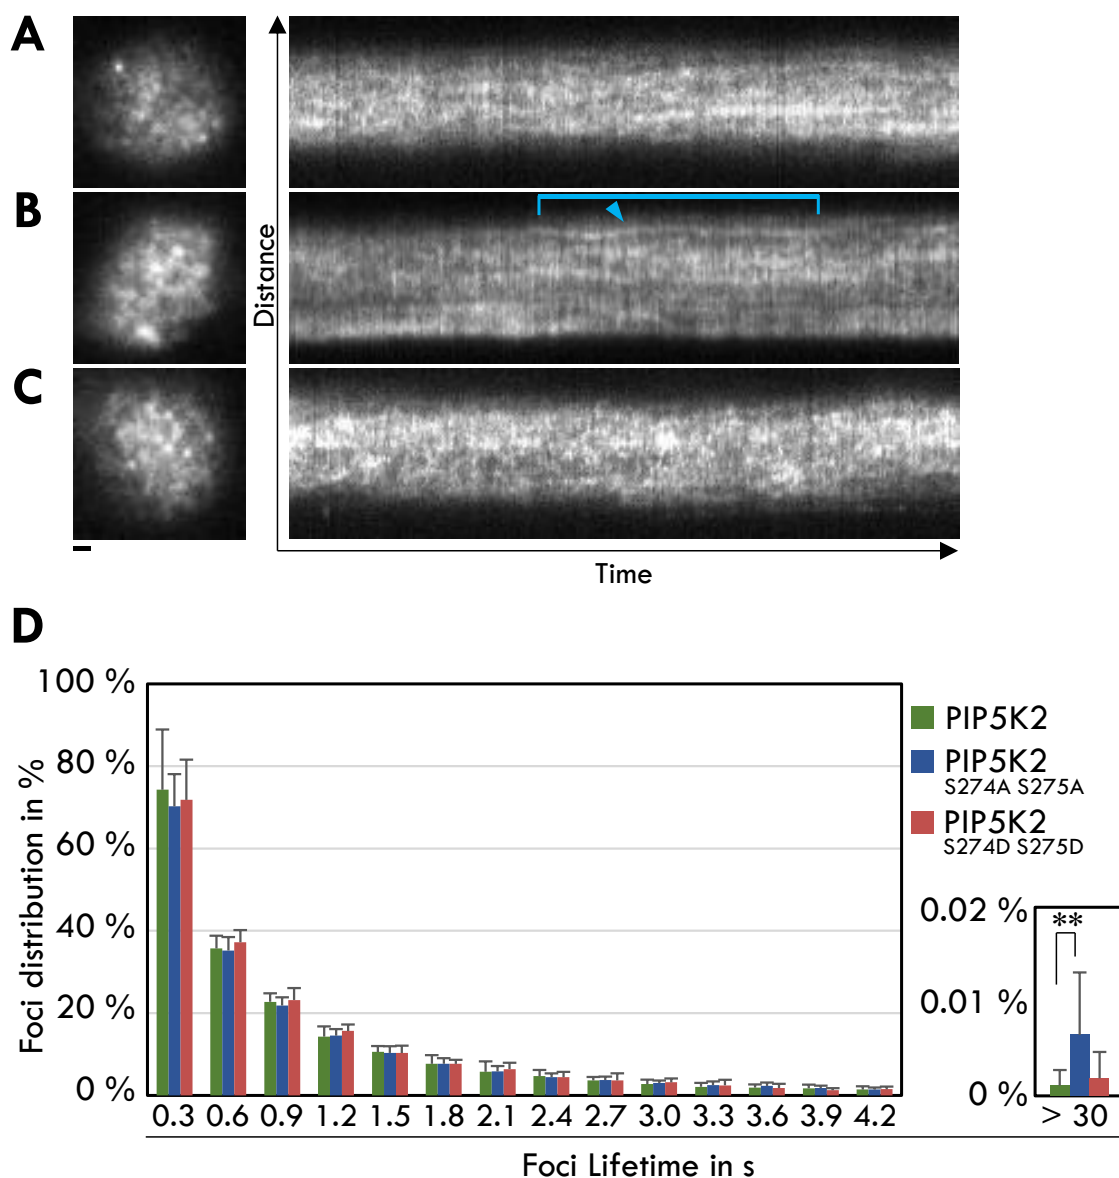 A
B
C
Distance
Time
D
100 %
80 %
60 %
40 %
20 %
0 %
Foci distribution in %
0.3 0.6 0.9 1.2 1.5 1.8 2.1 2.4 2.7 3.0 3.3 3.6 3.9 4.2
Foci Lifetime in s
PIP5K2
PIP5K2
S274A S275A
PIP5K2
S274D S275D
0.02 %
**
0.01 %
0 %
> 30